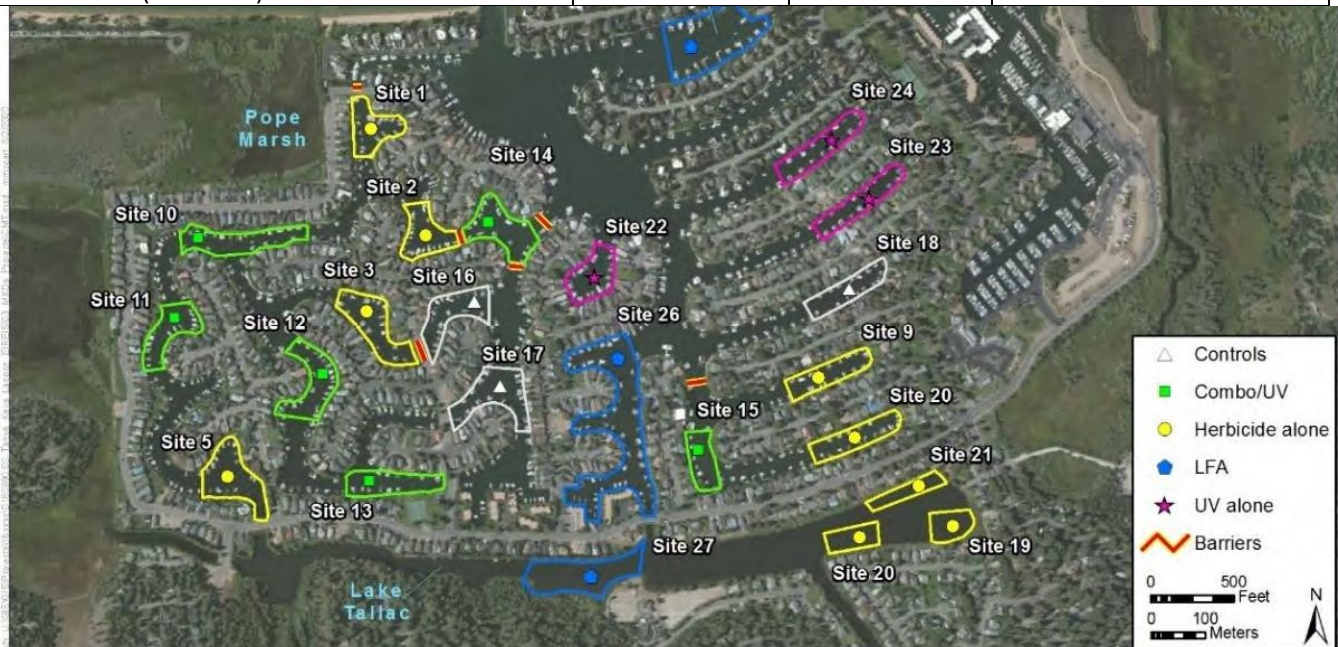 Site 1
Pope
Marsh
Site 24
Site 23
Site 14
Site 2
Site 10
Site 22
Site 18
Site 3
Site 16
Site 11
Site 26
Site 12
Site 17
Site 9
Site 15
Site 20
Site 5
Site 21
Site 13
Site 27
Site 19
Site 20
Lake
Tallac
Controls
Combo/UV
Herbicide alone
LFA
UV alone
Barriers
0 500
Feet
0 100
Meters
N